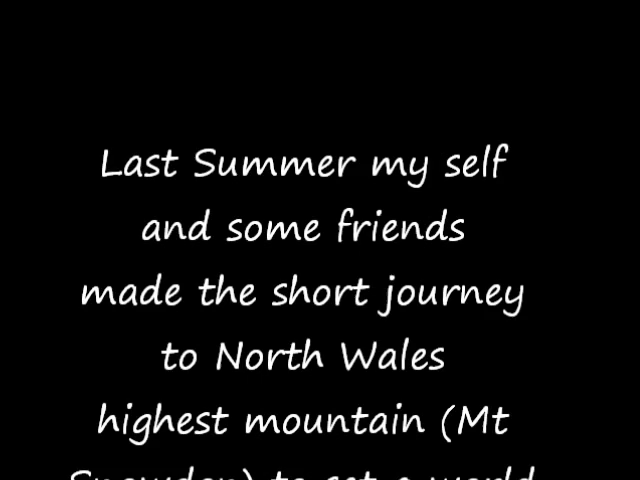 Last Summer my self
and some friends
made the short journey
to North Wales
highest mountain (Mt
Snowdon) to set a world